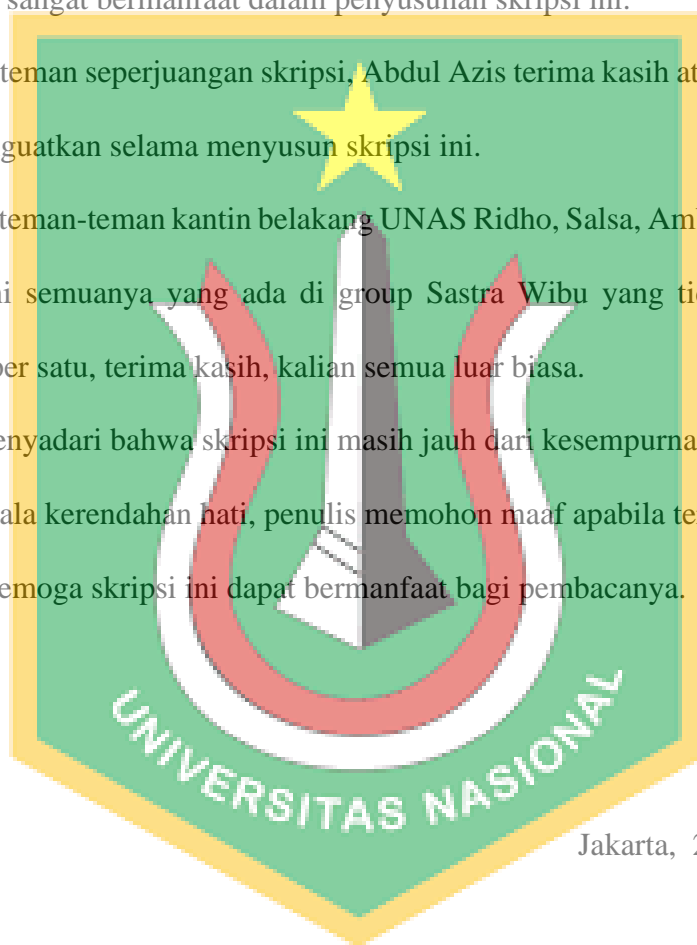 sangat bermanfaat dalam penyusunan skripsi ini.
teman seperjuangan skripsi, Abdul Azis terima kasih at
guatkan selama menyusun skripsi ini.
teman-teman kantin belakang UNAS Ridho, Salsa, Am
i semuanya yang ada di group Sastra Wibu yang ti
per satu, terima kasih, kalian semua luar biasa.
enyadari bahwa skripsi ini masih jauh dari kesempurna
ala kerendahan hati, penulis memohon maaf apabila te
emoga skripsi ini dapat bermanfaat bagi pembacanya.
UNIVERSITAS NASIONAL
Jakarta, 2